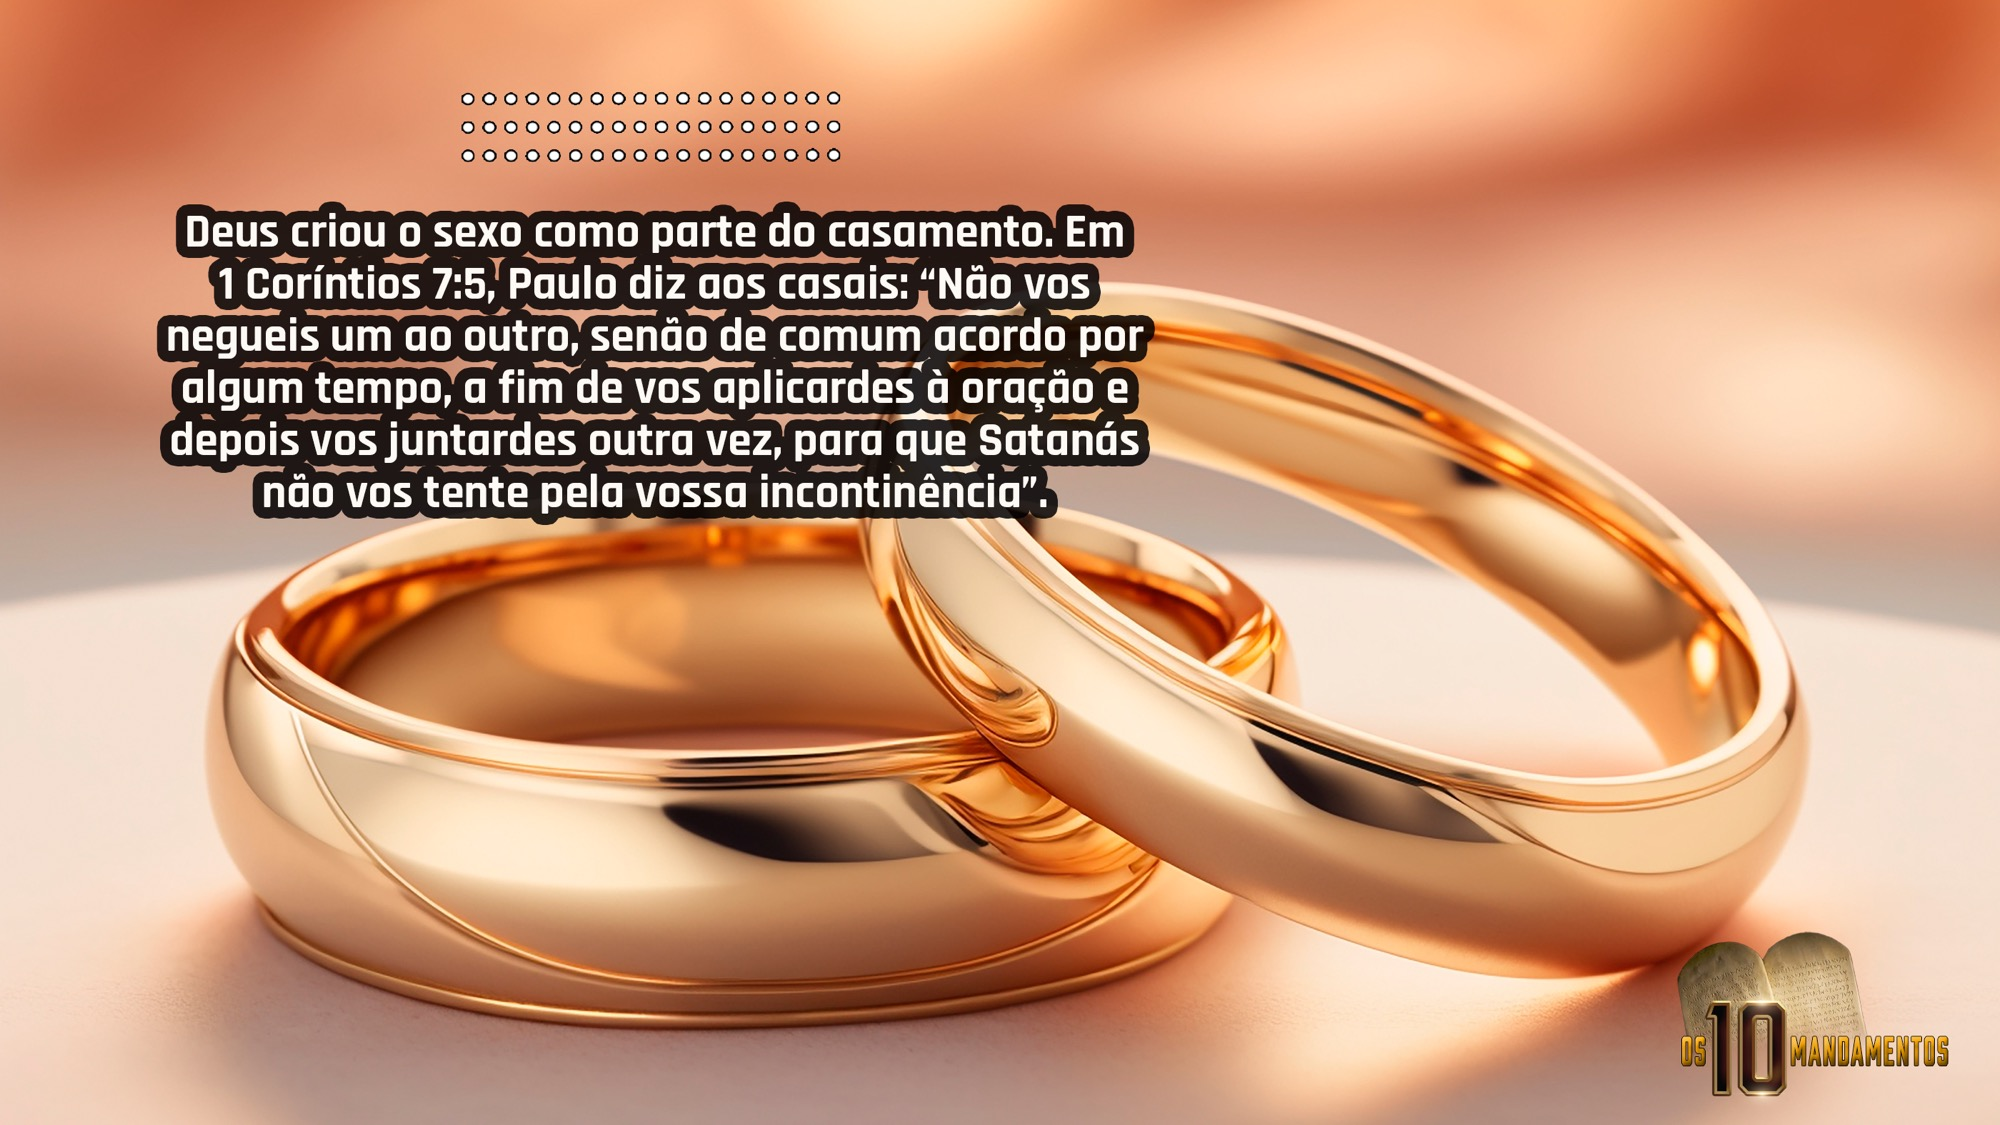 Deus criou o sexo como parte do casamento. Em
1 Coríntios 7:5, Paulo diz aos casais: “Não vos
negueis um ao outro, senão de comum acordo por
algum tempo, a fim de vos aplicardes à oração e
depois vos juntardes outra vez, para que Satanás
não vos tente pela vossa incontinência”.
OS 10 MANDAMENTOS